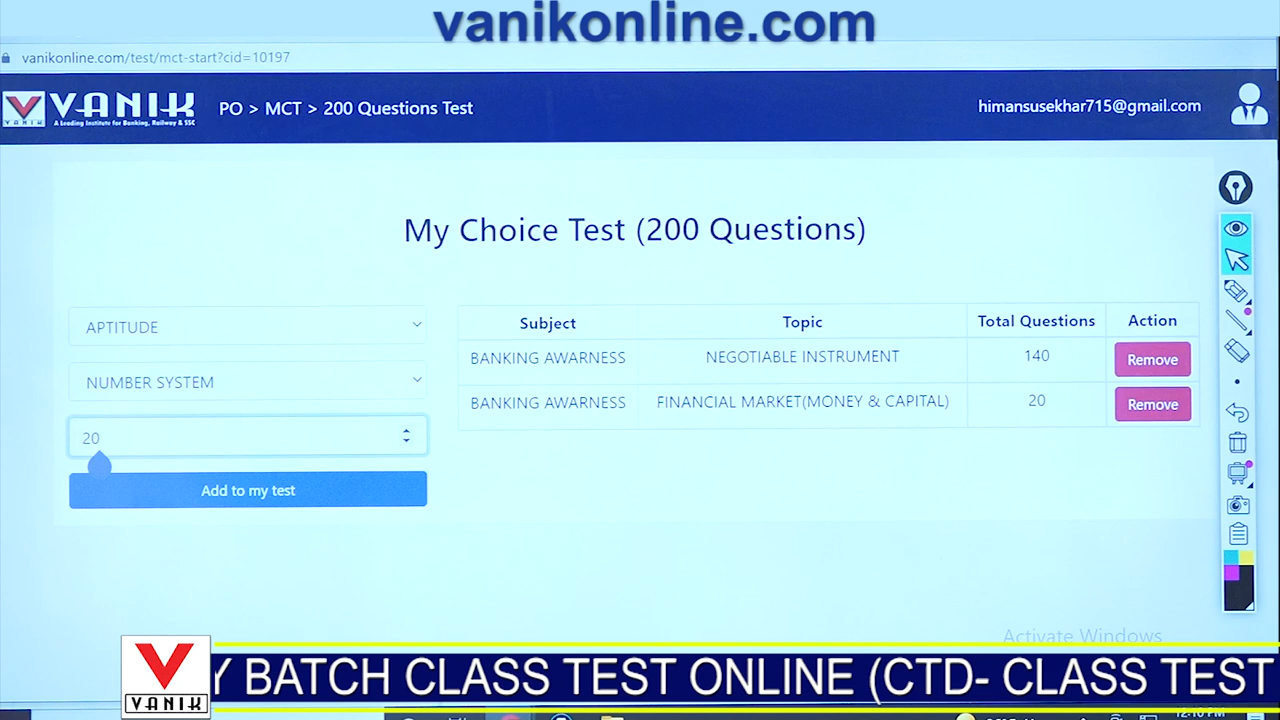 vanikonline.com
vanikonline.com/test/mct-start?cid=10197
VANIK
A Leading Institute for Banking, Railway & SSC
VANIK
PO > MCT > 200 Questions Test
himansusekhar715@gmail.com
My Choice Test (200 Questions)
APTITUDE
NUMBER SYSTEM
20
Add to my test
Subject Topic Total Questions Action
BANKING AWARNESS NEGOTIABLE INSTRUMENT 140 Remove
BANKING AWARNESS FINANCIAL MARKET(MONEY & CAPITAL) 20 Remove
Activate Windows
VANIK
Y BATCH CLASS TEST ONLINE (CTD- CLASS TEST